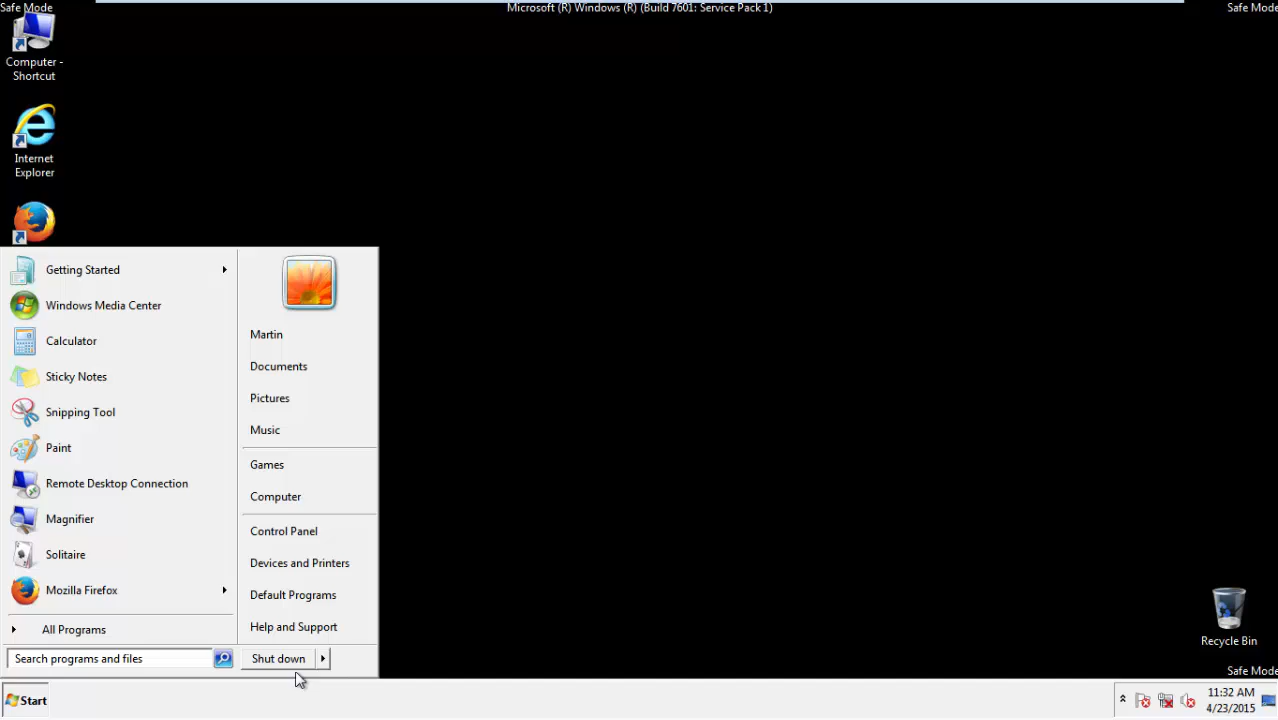 Safe Mode
Microsoft (R) Windows (R) (Build 7601: Service Pack 1)
Safe Mode
Computer -
Shortcut
Internet
Explorer
Getting Started
Windows Media Center
Calculator
Sticky Notes
Snipping Tool
Paint
Remote Desktop Connection
Magnifier
Solitaire
Mozilla Firefox
All Programs
Search programs and files
Martin
Documents
Pictures
Music
Games
Computer
Control Panel
Devices and Printers
Default Programs
Help and Support
Shut down
Recycle Bin
Safe Mode
Start
11:32 AM
4/23/2015